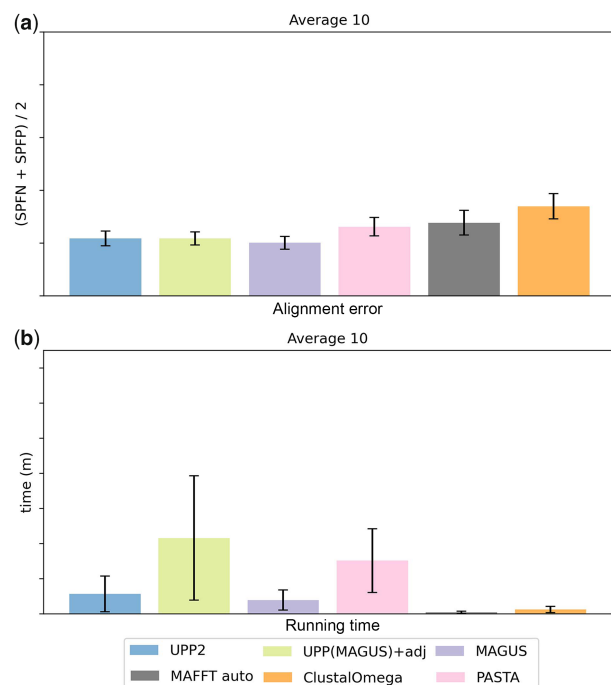 (a)
Average 10
(SPFN + SPFP) / 2
Alignment error
(b)
Average 10
time (m)
Running time
UPP2 UPP(MAGUS)+adj MAGUS
MAFFT auto ClustalOmega PASTA